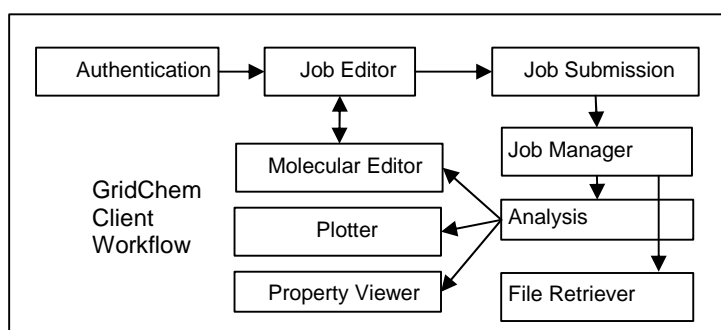 Authentication
Job Editor
Job Submission
Molecular Editor
Job Manager
GridChem
Client
Workflow
Plotter
Analysis
Property Viewer
File Retriever